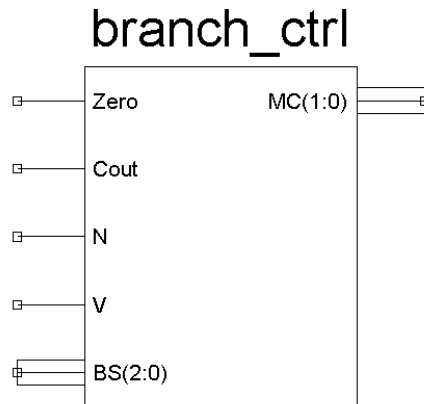 branch_ctrl
Zero MC(1:0)
Cout
N
V
BS(2:0)